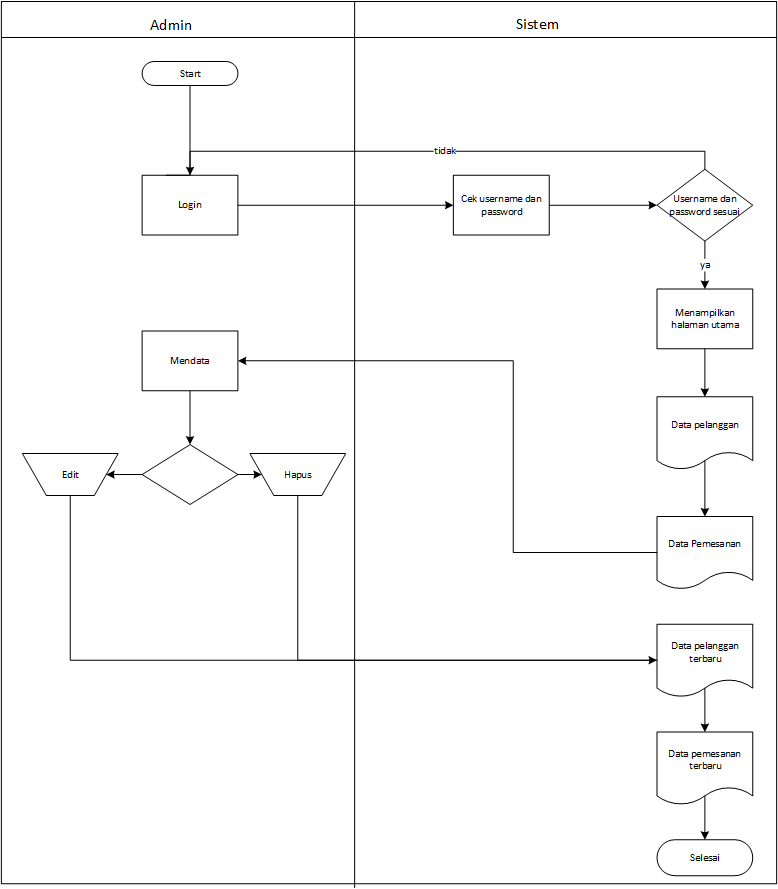 Admin
Sistem
Start
tidak
Login
Cek username dan
password
Username dan
password sesuai
ya
Menampilkan
halaman utama
Mendata
Data pelanggan
Edit
Hapus
Data Pemesanan
Data pelanggan
terbaru
Data pemesanan
terbaru
Selesai